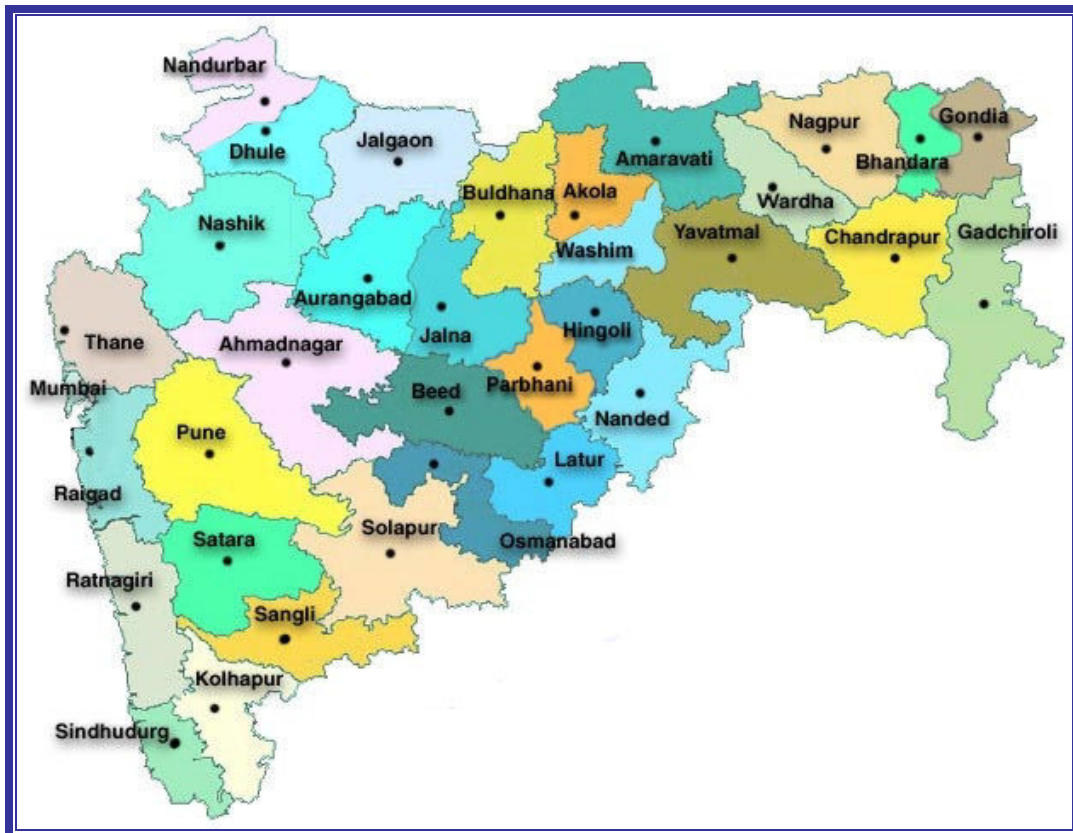 Nandurbar
Dhule
Jalgaon
Nagpur
Gondia
Bhandara
Amaravati
Buldhana
Akola
Wardha
Nashik
Washim
Yavatmal
Chandrapur
Gadchiroli
Aurangabad
Jalna
Hingoli
Thane
Ahmadnagar
Mumbai
Beed
Parbhani
Nanded
Pune
Latur
Raigad
Solapur
Osmanabad
Satara
Ratnagiri
Sangli
Kolhapur
Sindhudurg